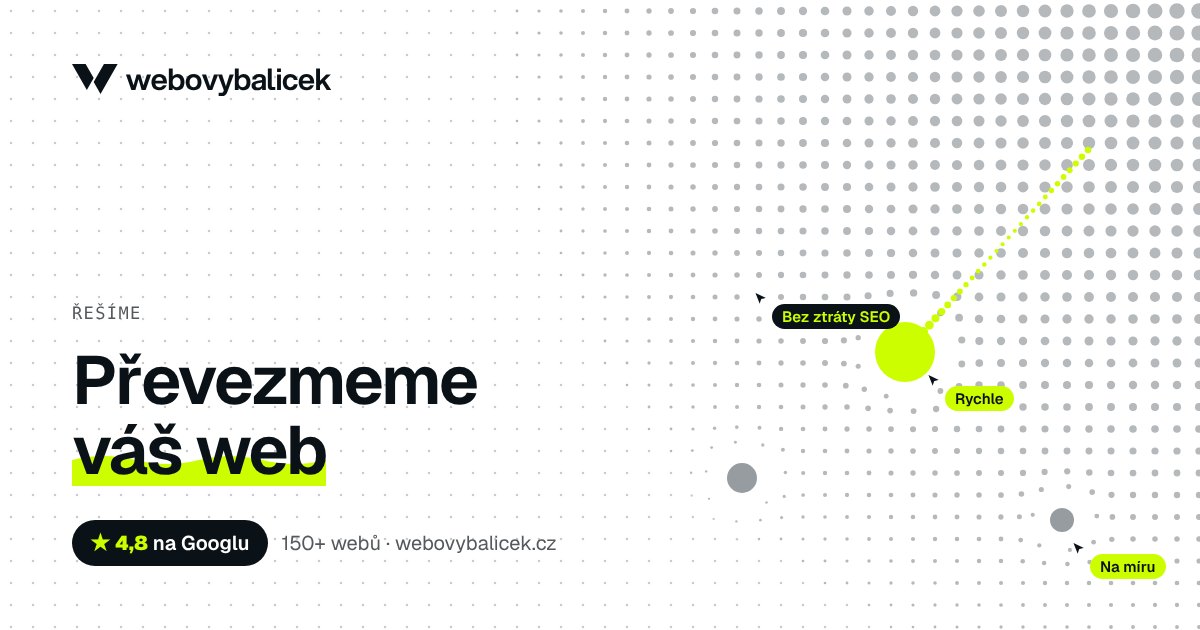 webovybalicek
ŘEŠÍME
Převezmeme
váš web
★ 4,8 na Googlu
150+ webů · webovybalicek.cz
Bez ztráty SEO
Rychle
Na míru